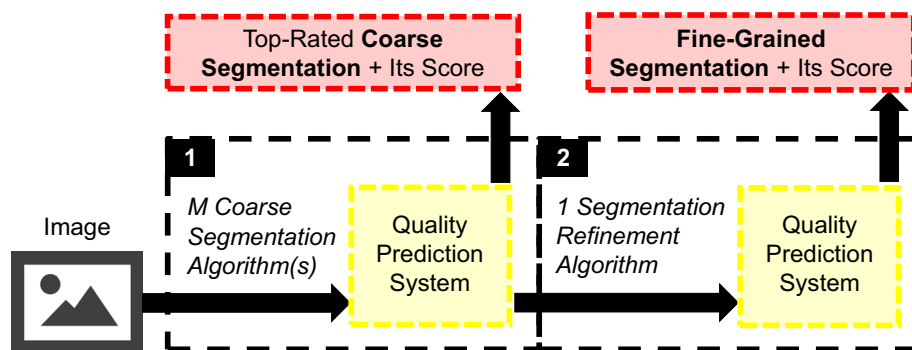 Top-Rated Coarse
Segmentation + Its Score
Fine-Grained
Segmentation + Its Score
1
2
Image
M Coarse
Segmentation
Algorithm(s)
Quality
Prediction
System
1 Segmentation
Refinement
Algorithm
Quality
Prediction
System